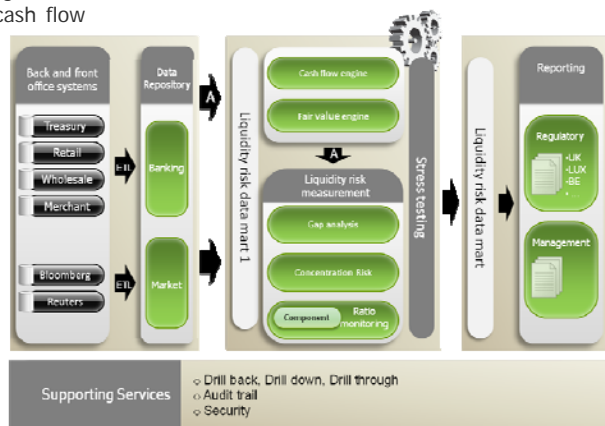 cash flow
Back and front
office systems
Treasury
Retail
Wholesale
Merchant
Bloomberg
Reuters
ETL
ETL
Data
Repository
Banking
Market
A
Liquidity risk data mart 1
Cash flow engine
Fair value engine
A
Liquidity risk
measurement
Gap analysis
Concentration Risk
Component
Ratio
monitoring
Stress testing
Liquidity risk data mart
Reporting
Regulatory
•UK
•LUX
•BE
• ...
Management
Supporting Services
Drill back, Drill down, Drill through
Audit trail
Security